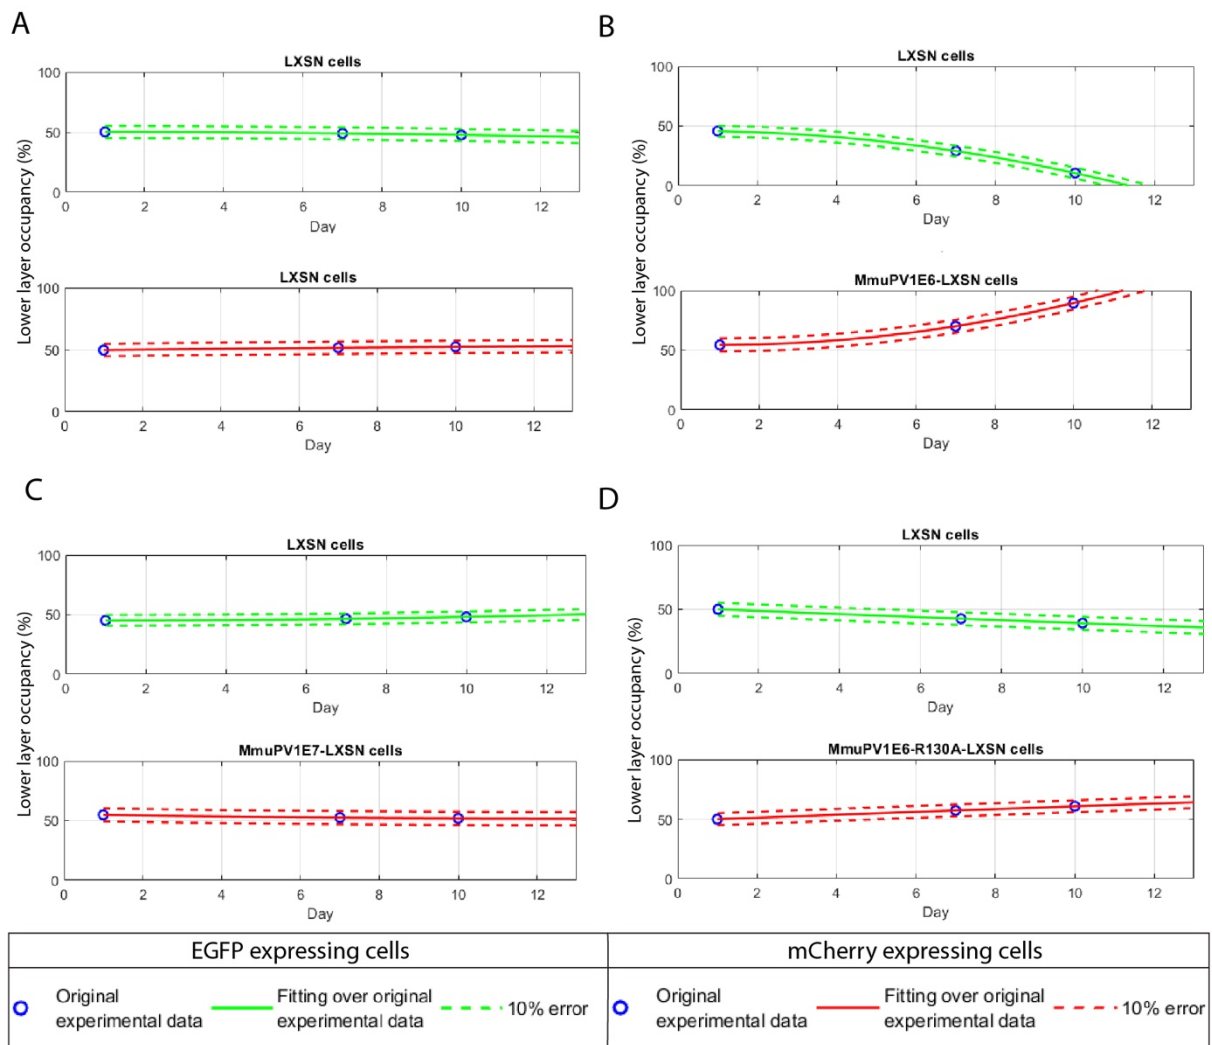 A
LXSN cells
100
50
0
0 2 4 6 8 10 12
Day
LXSN cells
100
50
0
0 2 4 6 8 10 12
Day
Lower layer occupancy (%)
B
LXSN cells
100
50
0
0 2 4 6 8 10 12
Day
MmuPV1E6-LXSN cells
100
50
0
0 2 4 6 8 10 12
Day
Lower layer occupancy (%)
C
LXSN cells
100
50
0
0 2 4 6 8 10 12
Day
MmuPV1E7-LXSN cells
100
50
0
0 2 4 6 8 10 12
Day
Lower layer occupancy (%)
D
LXSN cells
100
50
0
0 2 4 6 8 10 12
Day
MmuPV1E6-R130A-LXSN cells
100
50
0
0 2 4 6 8 10 12
Day
Lower layer occupancy (%)
EGFP expressing cells
Original
experimental data
Fitting over original
experimental data
10% error
mCherry expressing cells
Original
experimental data
Fitting over original
experimental data
10% error